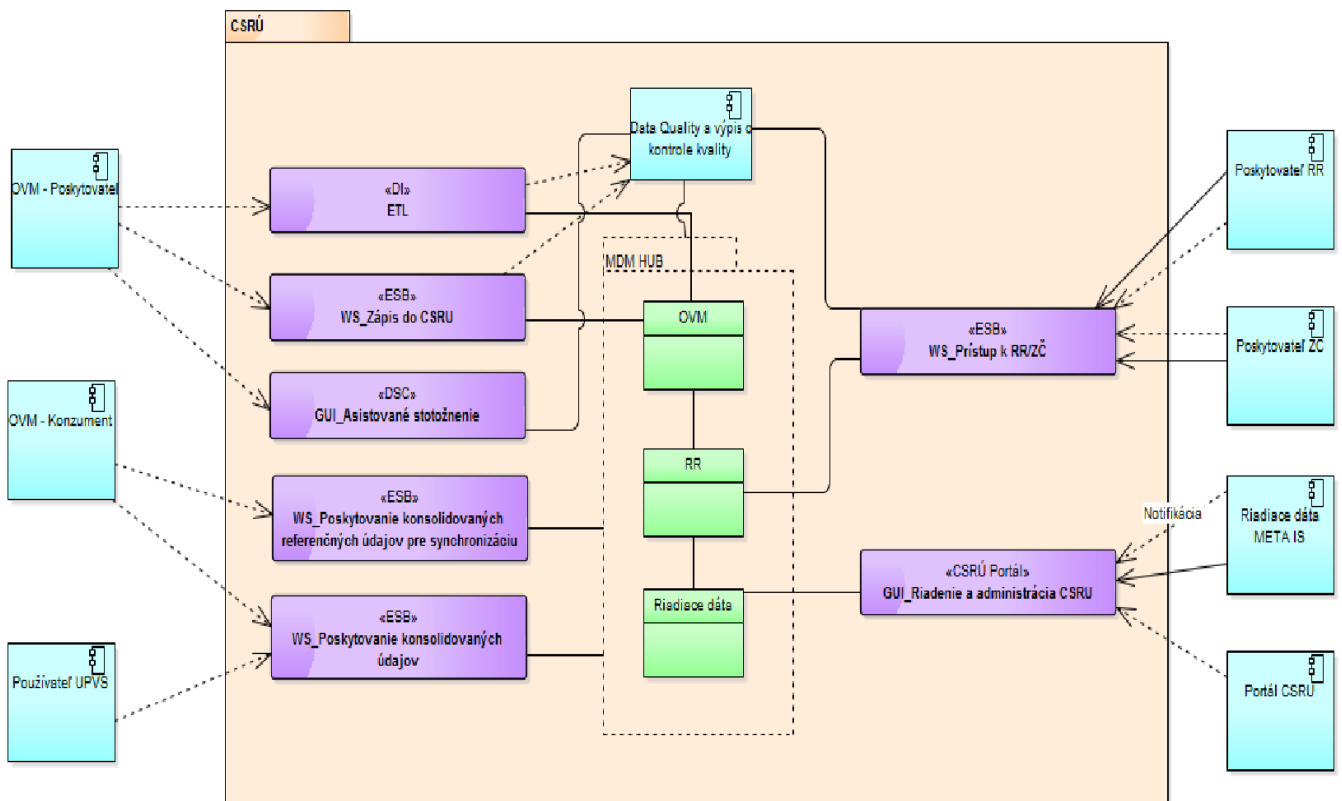 CSRÚ
Data Quality a výpis o
kontrole kvality
OVM - Poskytovateľ
«DI»
ETL
«ESB»
WS_Zápis do CSRU
«DSC»
GUI_Asistované stotožnenie
OVM - Konzument
«ESB»
WS_Poskytovanie konsolidovaných
referenčných údajov pre synchronizáciu
«ESB»
WS_Poskytovanie konsolidovaných
údajov
Používateľ UPVS
MDM HUB
OVM
RR
Riadiace dáta
«ESB»
WS_Prístup k RR/ZČ
«CSRÚ Portál»
GUI_Riadenie a administrácia CSRU
Notifikácia
Poskytovateľ RR
Poskytovateľ ZČ
Riadiace dáta
META IS
Portál CSRÚ